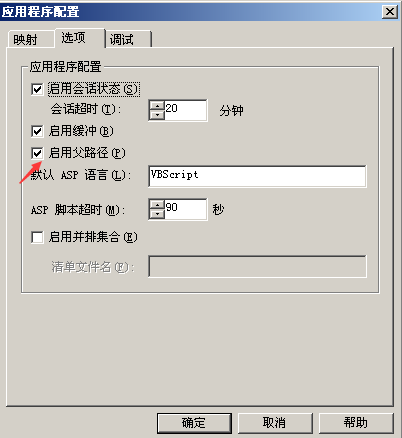 应用程序配置
映射 选项 调试
应用程序配置
启用会话状态(S)
会话超时(T): 20 分钟
启用缓冲(B)
启用父路径(P)
默认 ASP 语言(L): VBScript
ASP 脚本超时(M): 90 秒
启用并排集合(E)
清单文件名(F):
确定 取消 帮助